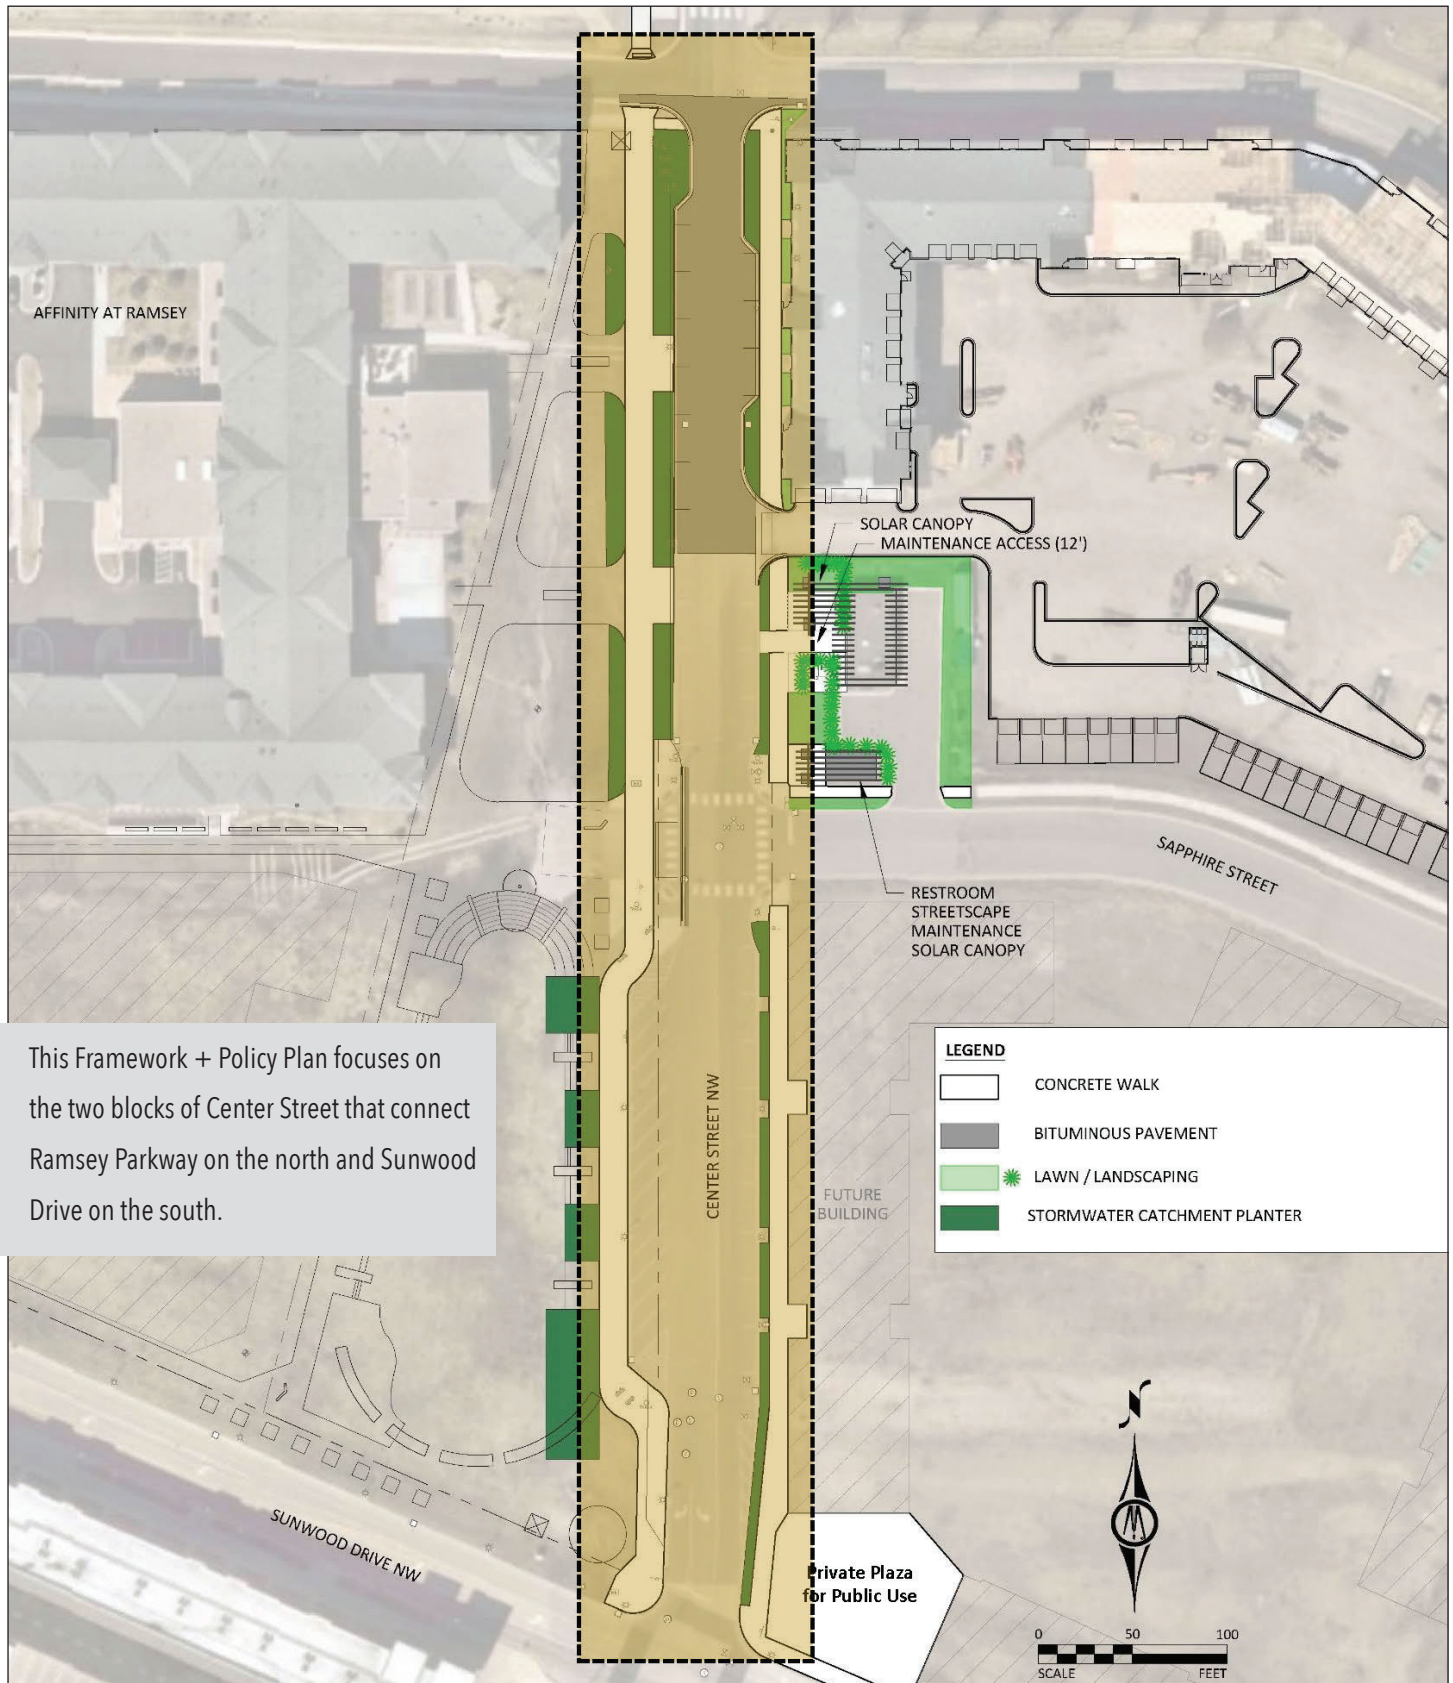 AFFINITY AT RAMSEY
SOLAR CANOPY
MAINTENANCE ACCESS (12')
SAPPHIRE STREET
RESTROOM
STREETSCAPE
MAINTENANCE
SOLAR CANOPY
This Framework + Policy Plan focuses on
the two blocks of Center Street that connect
Ramsey Parkway on the north and Sunwood
Drive on the south.
CENTER STREET NW
FUTURE
BUILDING
LEGEND
CONCRETE WALK
BITUMINOUS PAVEMENT
LAWN / LANDSCAPING
STORMWATER CATCHMENT PLANTER
SUNWOOD DRIVE NW
Private Plaza
for Public Use
N
0 50 100
SCALE FEET